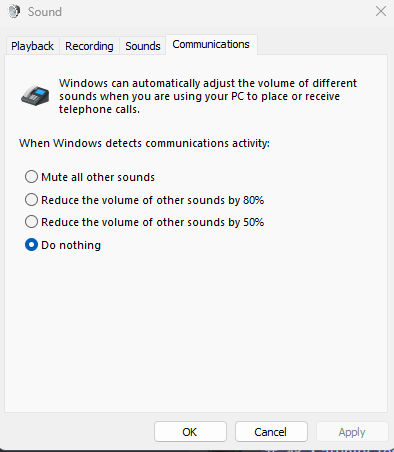 Sound
Playback Recording Sounds Communications
Windows can automatically adjust the volume of different
sounds when you are using your PC to place or receive
telephone calls.
When Windows detects communications activity:
Mute all other sounds
Reduce the volume of other sounds by 80%
Reduce the volume of other sounds by 50%
Do nothing
OK Cancel Apply